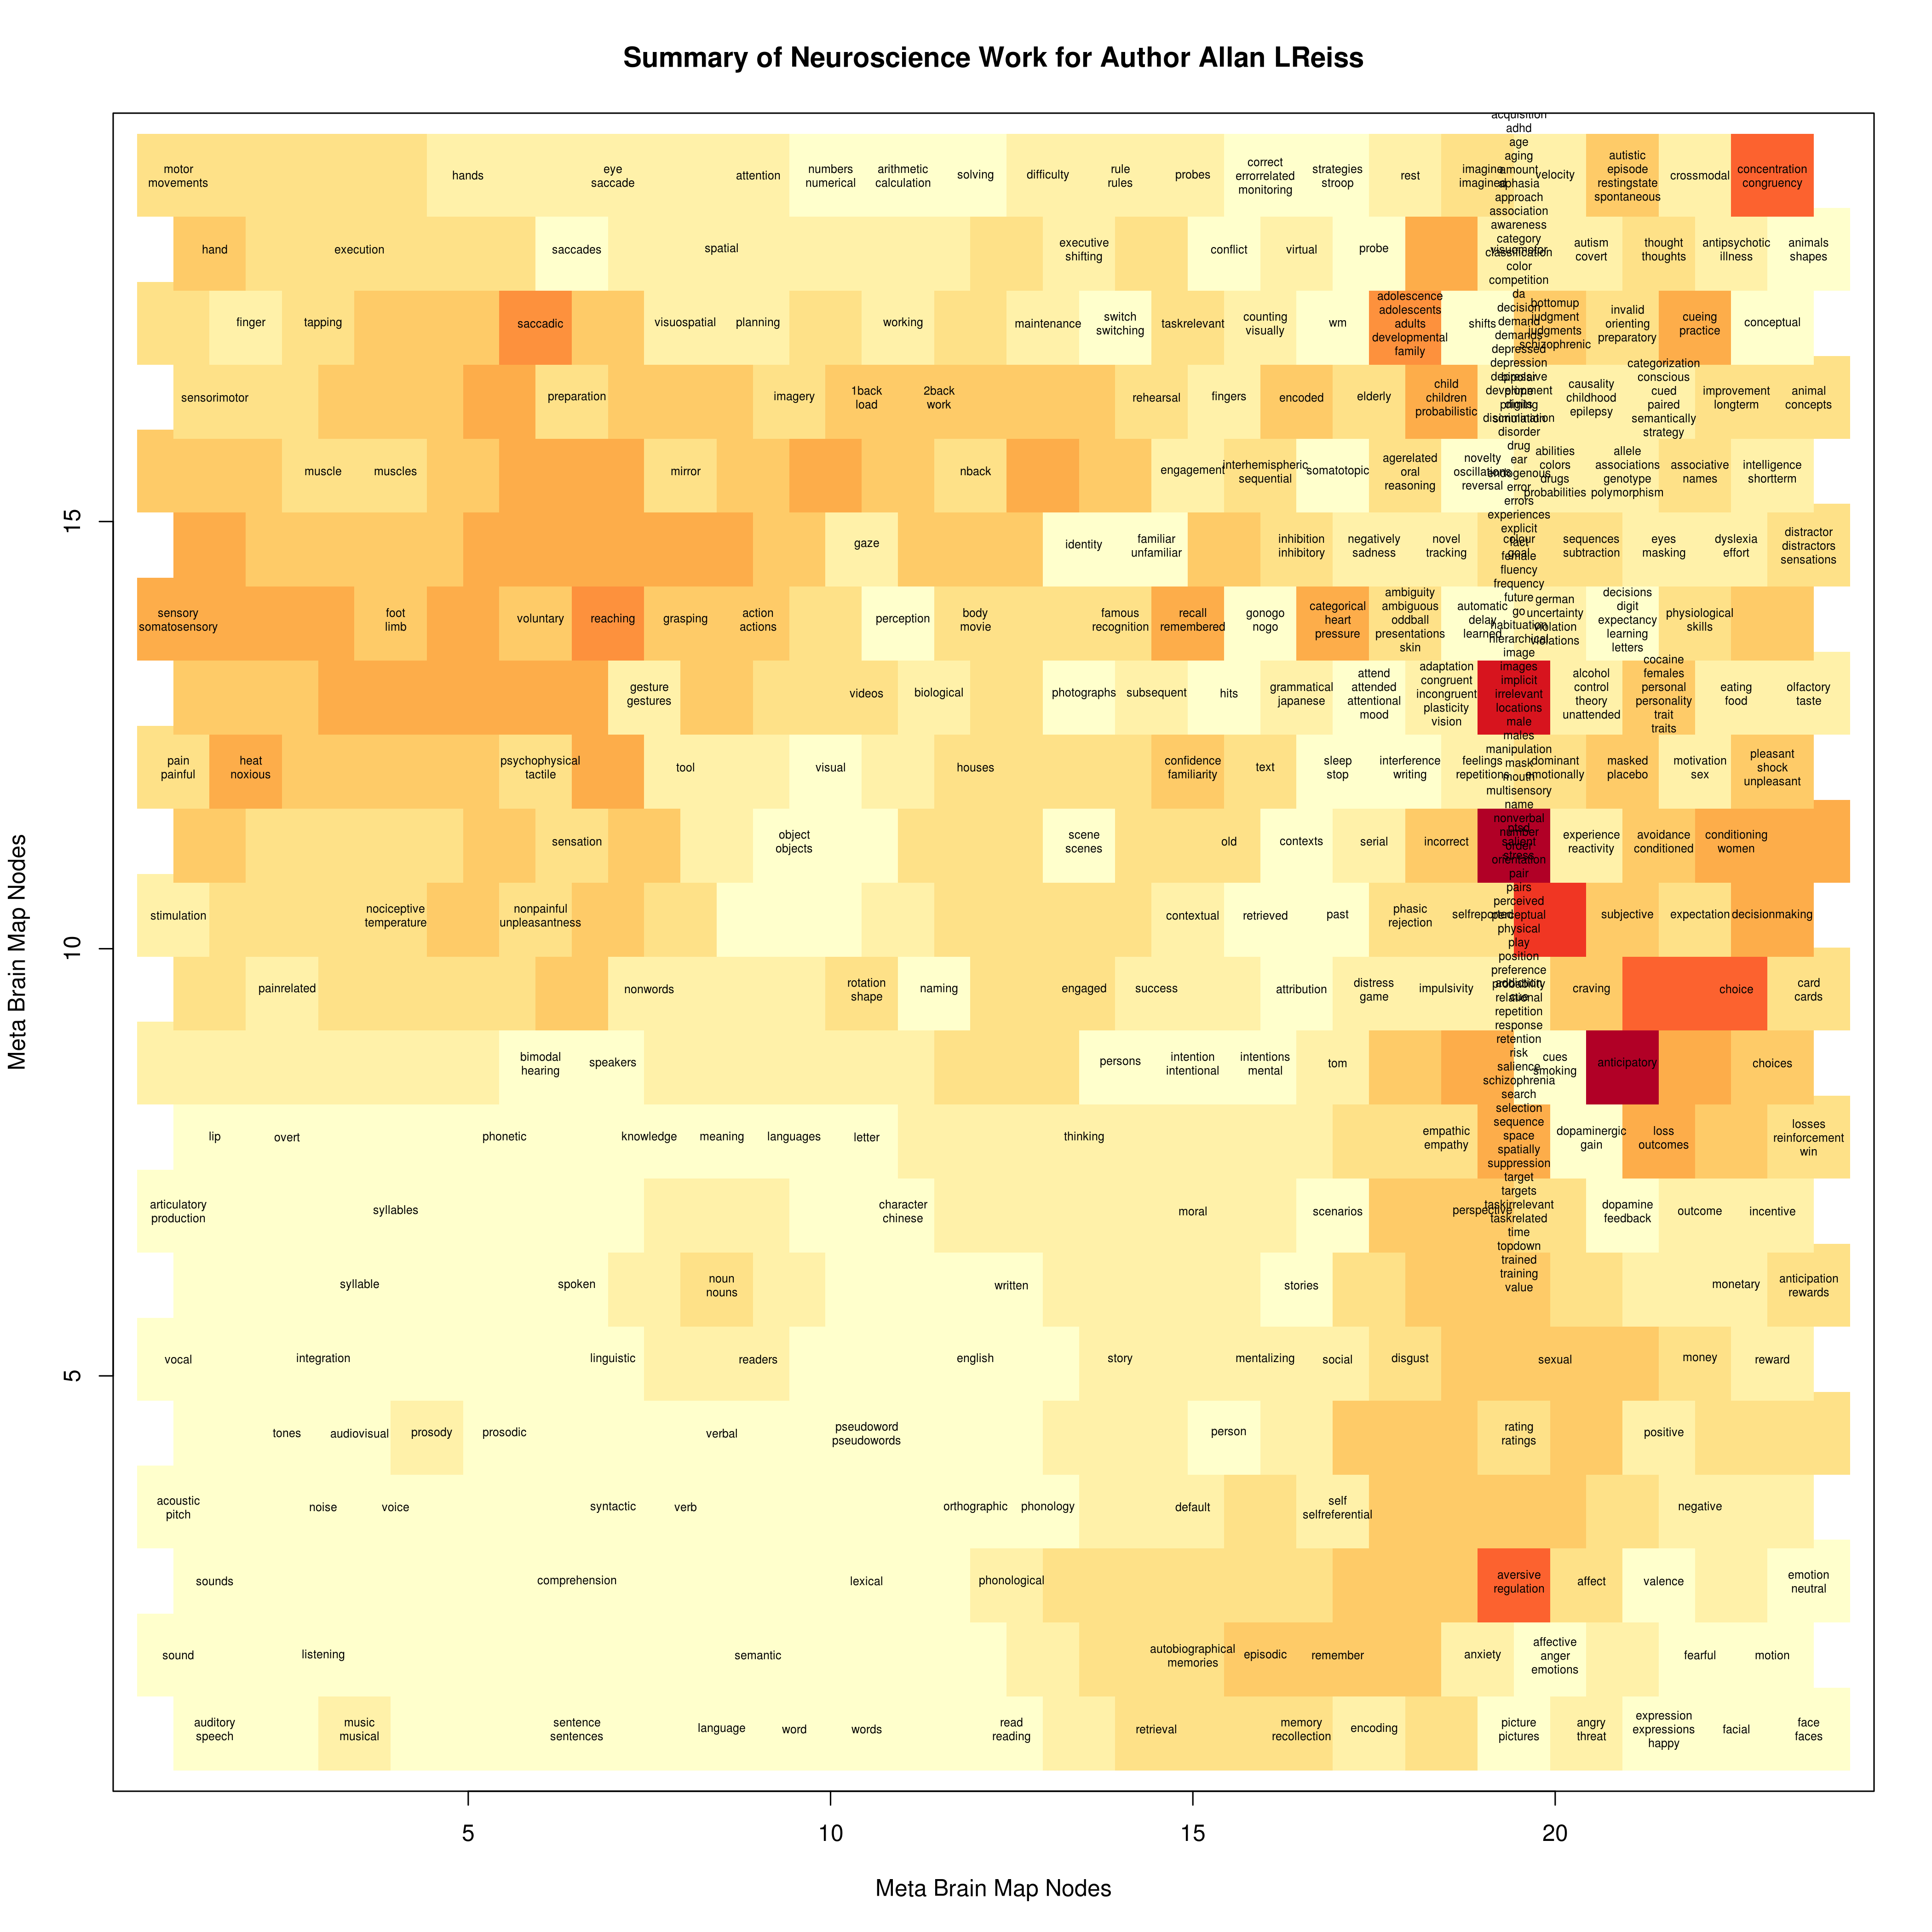 Summary of Neuroscience Work for Author Allan LReiss
motor
movements
hands
eye
saccade
attention
numbers
numerical
arithmetic
calculation
solving
difficulty
rule
rules
probes
correct
errorrelated
monitoring
strategies
stroop
rest
imagine
imagined
velocity
autistic
episode
restingstate
spontaneous
crossmodal
concentration
congruency
hand
execution
saccades
spatial
executive
shifting
conflict
virtual
probe
visuomotor
autism
covert
thought
thoughts
antipsychotic
illness
animals
shapes
finger
tapping
saccadic
visuospatial
planning
working
maintenance
switch
switching
taskrelevant
counting
visually
wm
adolescence
adolescents
adults
developmental
family
shifts
bottomup
judgment
judgments
schizophrenic
invalid
orienting
preparatory
cueing
practice
conceptual
sensorimotor
preparation
imagery
1back
load
2back
work
rehearsal
fingers
encoded
elderly
child
children
probabilistic
causality
childhood
epilepsy
categorization
conscious
cued
paired
semantically
strategy
improvement
longterm
animal
concepts
muscle
muscles
mirror
nback
engagement
interhemispheric
sequential
somatotopic
agerelated
oral
reasoning
novelty
oscillations
reversal
abilities
colors
drugs
probabilities
allele
associations
genotype
polymorphism
associative
names
intelligence
shortterm
gaze
identity
familiar
unfamiliar
inhibition
inhibitory
negatively
sadness
novel
tracking
colour
goal
sequences
subtraction
eyes
masking
dyslexia
effort
distractor
distractors
sensations
sensory
somatosensory
foot
limb
voluntary
reaching
grasping
action
actions
perception
body
movie
famous
recognition
recall
remembered
gonogo
nogo
categorical
heart
pressure
ambiguity
ambiguous
oddball
presentations
skin
automatic
delay
learned
german
uncertainty
violation
violations
decisions
digit
expectancy
learning
letters
physiological
skills
gesture
gestures
videos
biological
photographs
subsequent
hits
grammatical
japanese
attend
attended
attentional
mood
adaptation
congruent
incongruent
plasticity
vision
alcohol
control
theory
unattended
cocaine
females
personal
personality
trait
traits
eating
food
olfactory
taste
pain
painful
heat
noxious
psychophysical
tactile
tool
visual
houses
confidence
familiarity
text
sleep
stop
interference
writing
feelings
repetitions
dominant
emotionally
masked
placebo
motivation
sex
pleasant
shock
unpleasant
sensation
object
objects
scene
scenes
old
contexts
serial
incorrect
experience
reactivity
avoidance
conditioned
conditioning
women
stimulation
nociceptive
temperature
nonpainful
unpleasantness
contextual
retrieved
past
phasic
rejection
selfreported
subjective
expectation
decisionmaking
painrelated
nonwords
rotation
shape
naming
engaged
success
attribution
distress
game
impulsivity
addiction
cue
craving
choice
card
cards
bimodal
hearing
speakers
persons
intention
intentional
intentions
mental
tom
cues
smoking
anticipatory
choices
lip
overt
phonetic
knowledge
meaning
languages
letter
thinking
empathic
empathy
dopaminergic
gain
loss
outcomes
losses
reinforcement
win
articulatory
production
syllables
character
chinese
moral
scenarios
perspective
dopamine
feedback
outcome
incentive
syllable
spoken
noun
nouns
written
stories
monetary
anticipation
rewards
vocal
integration
linguistic
readers
english
story
mentalizing
social
disgust
sexual
money
reward
tones
audiovisual
prosody
prosodic
verbal
pseudoword
pseudowords
person
rating
ratings
positive
acoustic
pitch
noise
voice
syntactic
verb
orthographic
phonology
default
self
selfreferential
negative
sounds
comprehension
lexical
phonological
aversive
regulation
affect
valence
emotion
neutral
sound
listening
semantic
autobiographical
memories
episodic
remember
anxiety
affective
anger
emotions
fearful
motion
auditory
speech
music
musical
sentence
sentences
language
word
words
read
reading
retrieval
memory
recollection
encoding
picture
pictures
angry
threat
expression
expressions
happy
facial
face
faces
acquisition
adhd
age
aging
amount
aphasia
approach
association
awareness
category
classification
color
competition
da
decision
demand
demands
depressed
depression
depressive
development
digits
discrimination
disorder
drug
ear
endogenous
error
errors
experiences
explicit
fact
female
fluency
frequency
future
go
habituation
hierarchical
image
images
implicit
irrelevant
locations
male
males
manipulation
mask
mouth
multisensory
name
nonverbal
number
order
orientation
pair
pairs
perceived
perceptual
physical
play
position
preference
probability
relational
repetition
response
retention
risk
salience
schizophrenia
search
selection
sequence
space
spatially
suppression
target
targets
taskirrelevant
taskrelated
time
topdown
trained
training
value
5
10
15
5
10
15
20
Meta Brain Map Nodes
Meta Brain Map Nodes